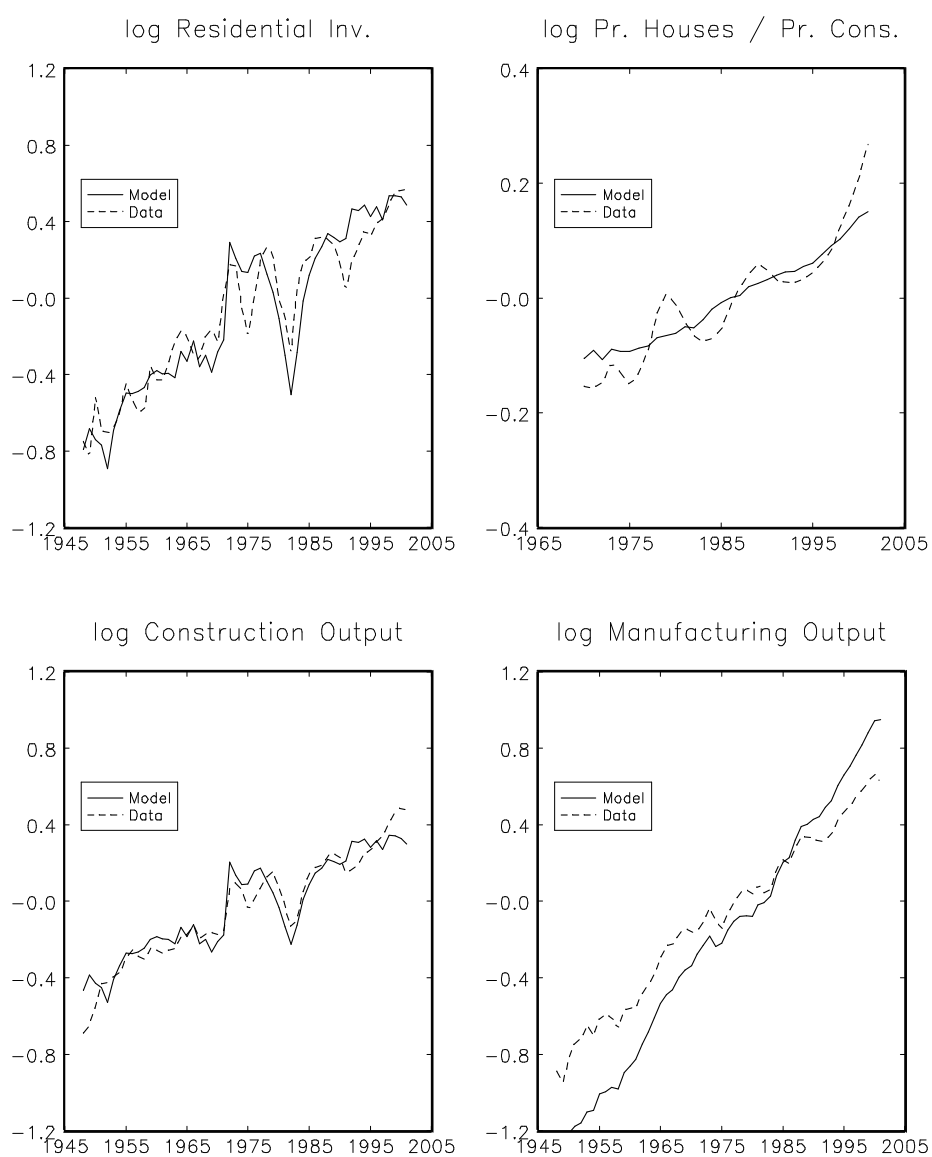 log Residential Inv.
1.2
0.8
0.4
−0.0
−0.4
−0.8
−1.2
Model
Data
1945 1955 1965 1975 1985 1995 2005
log Pr. Houses / Pr. Cons.
0.4
0.2
−0.0
−0.2
−0.4
Model
Data
1965 1975 1985 1995 2005
log Construction Output
1.2
0.8
0.4
−0.0
−0.4
−0.8
−1.2
Model
Data
1945 1955 1965 1975 1985 1995 2005
log Manufacturing Output
1.2
0.8
0.4
−0.0
−0.4
−0.8
−1.2
Model
Data
1945 1955 1965 1975 1985 1995 2005